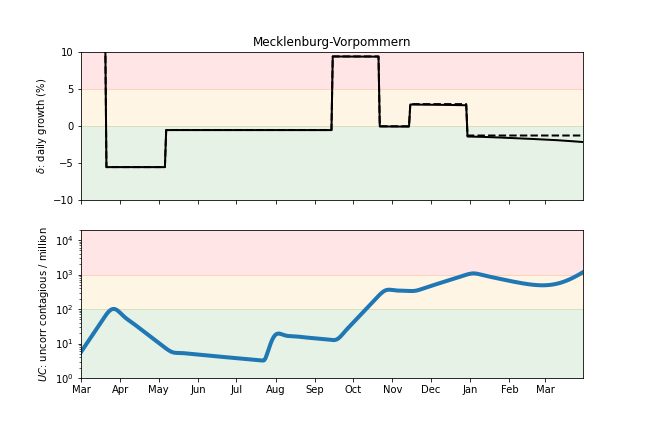 Mecklenburg-Vorpommern
δ: daily growth (%)
10
5
0
−5
−10
UC: uncorr contagious / million
10⁴
10³
10²
10¹
10⁰
Mar Apr May Jun Jul Aug Sep Oct Nov Dec Jan Feb Mar